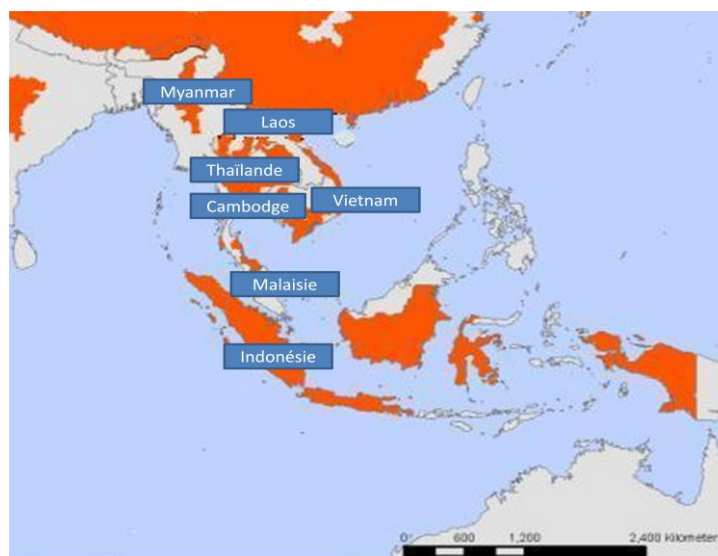 Myanmar
Laos
Thaïlande
Cambodge
Vietnam
Malaisie
Indonésie
0 600 1,200 2,400 Kilometer